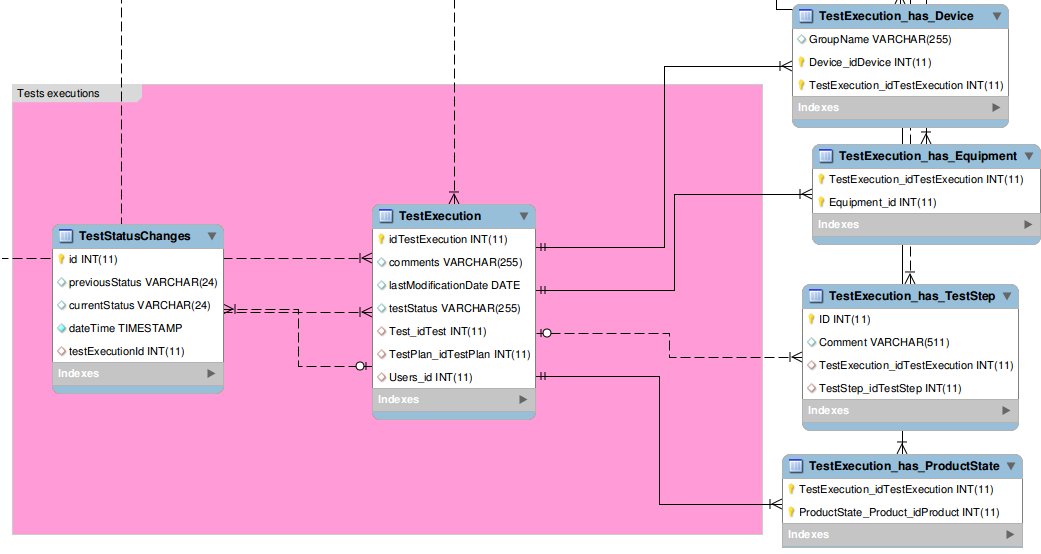 Tests executions
TestStatusChanges
id INT(11)
previousStatus VARCHAR(24)
currentStatus VARCHAR(24)
dateTime TIMESTAMP
testExecutionId INT(11)
Indexes
TestExecution
idTestExecution INT(11)
comments VARCHAR(255)
lastModificationDate DATE
testStatus VARCHAR(255)
Test_idTest INT(11)
TestPlan_idTestPlan INT(11)
Users_id INT(11)
Indexes
TestExecution_has_Device
GroupName VARCHAR(255)
Device_idDevice INT(11)
TestExecution_idTestExecution INT(11)
Indexes
TestExecution_has_Equipment
TestExecution_idTestExecution INT(11)
Equipment_id INT(11)
Indexes
TestExecution_has_TestStep
ID INT(11)
Comment VARCHAR(511)
TestExecution_idTestExecution INT(11)
TestStep_idTestStep INT(11)
Indexes
TestExecution_has_ProductState
TestExecution_idTestExecution INT(11)
ProductState_Product_idProduct INT(11)
Indexes